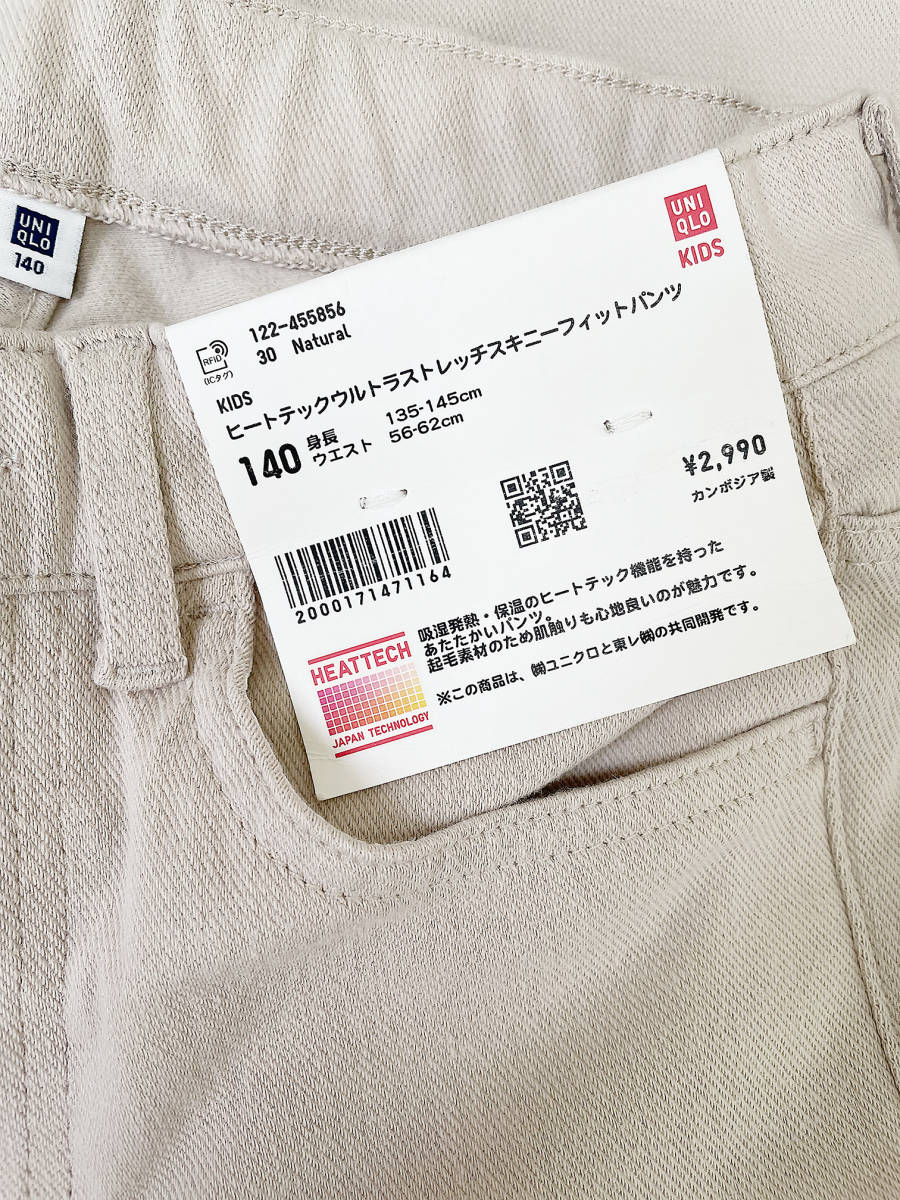 UNI
QLO
140
UNI
QLO
KIDS
RFID
(ICタグ)
122-455856
30 Natural
KIDS
ヒートテックウルトラストレッチスキニーフィットパンツ
140
身長 135-145cm
ウエスト 56-62cm
¥2,990
カンボジア製
2000171471164
吸湿発熱・保温のヒートテック機能を持った
あたたかいパンツ。
起毛素材のため肌触りも心地良いのが魅力です。
※この商品は、㈱ユニクロと東レ㈱の共同開発です。
HEATTECH
JAPAN TECHNOLOGY